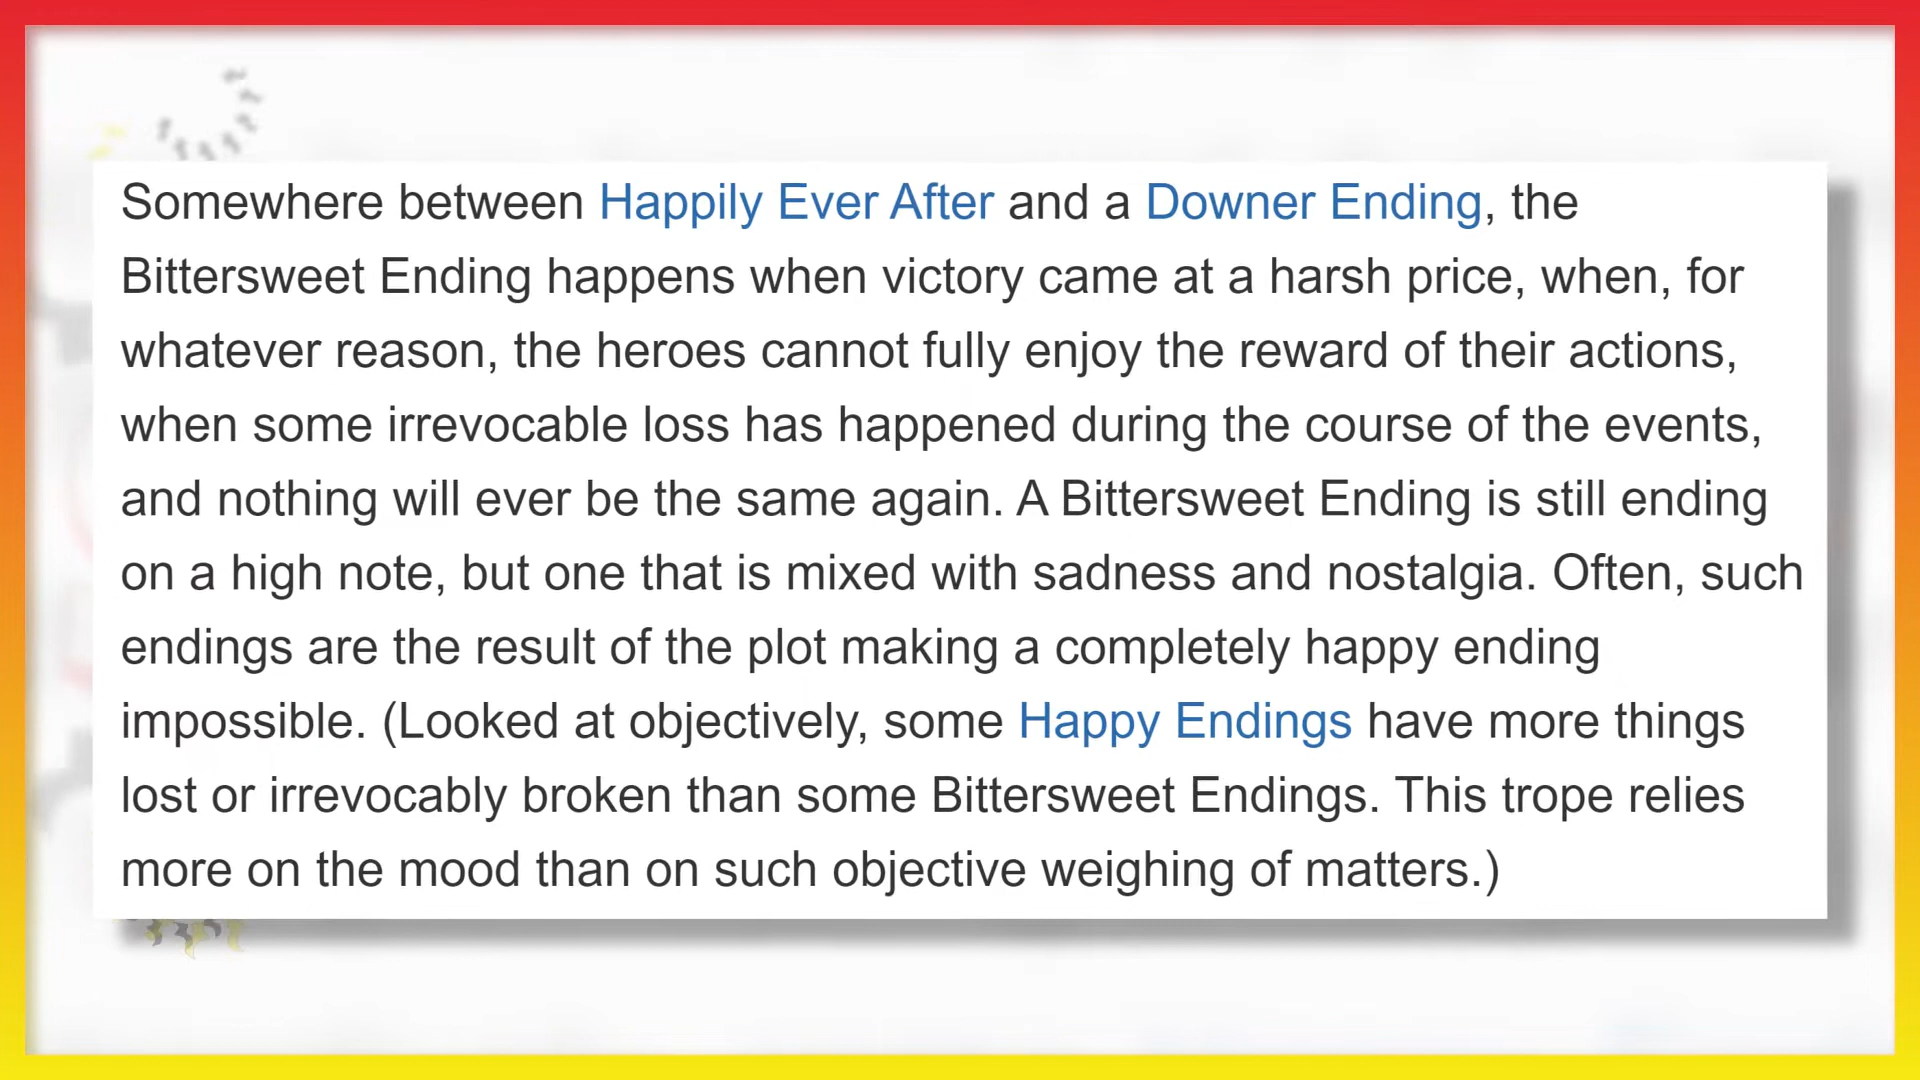 Somewhere between Happily Ever After and a Downer Ending, the
Bittersweet Ending happens when victory came at a harsh price, when, for
whatever reason, the heroes cannot fully enjoy the reward of their actions,
when some irrevocable loss has happened during the course of the events,
and nothing will ever be the same again. A Bittersweet Ending is still ending
on a high note, but one that is mixed with sadness and nostalgia. Often, such
endings are the result of the plot making a completely happy ending
impossible. (Looked at objectively, some Happy Endings have more things
lost or irrevocably broken than some Bittersweet Endings. This trope relies
more on the mood than on such objective weighing of matters.)